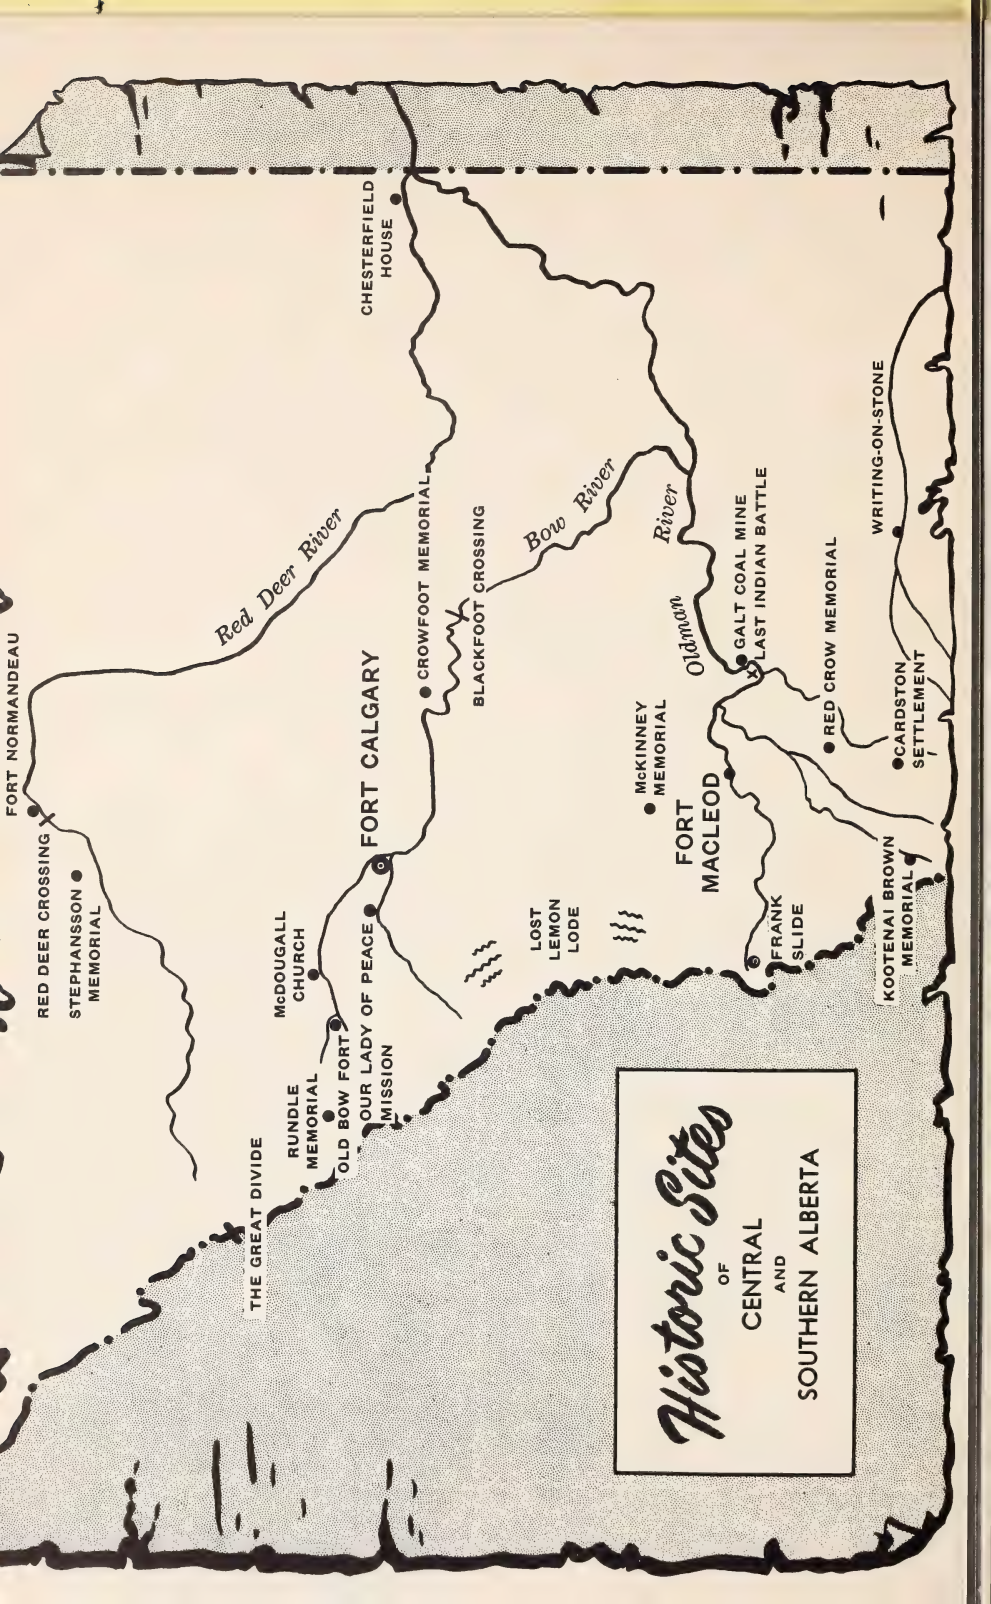 FORT NORMANDEAU
RED DEER CROSSING
STEPHANSSON
MEMORIAL
Red Deer River
THE GREAT DIVIDE
RUNDLE
MEMORIAL
McDOUGALL
CHURCH
OLD BOW FORT
OUR LADY OF PEACE
MISSION
FORT CALGARY
CHESTERFIELD
HOUSE
CROWFOOT MEMORIAL
BLACKFOOT CROSSING
Bow River
LOST
LEMON
LODE
McKINNEY
MEMORIAL
FORT
MACLEOD
Oldman
River
GALT COAL MINE
LAST INDIAN BATTLE
FRANK
SLIDE
RED CROW MEMORIAL
KOOTENAI BROWN
MEMORIAL
CARDSTON
SETTLEMENT
WRITING-ON-STONE
Historic Sites
OF
CENTRAL
AND
SOUTHERN ALBERTA